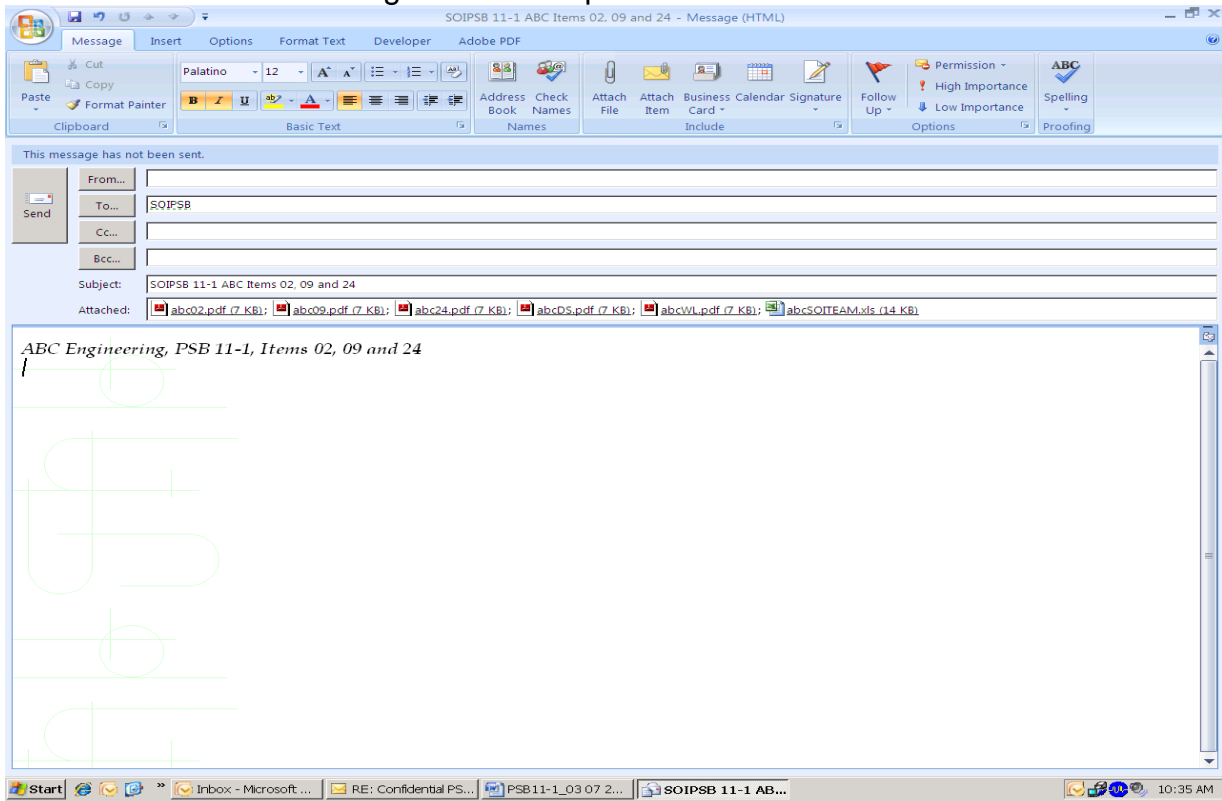 SOIPSB 11-1 ABC Items 02. 09 and 24 - Message (HTML)
Message Insert Options Format Text Developer Adobe PDF
Cut
Copy
Paste
Format Painter
Clipboard
Palatino 12
B I U
Basic Text
Address Book
Check Names
Names
Attach File
Attach Item
Business Card
Calendar
Signature
Include
Follow Up
Permission
High Importance
Low Importance
Options
ABC
Spelling
Proofing
This message has not been sent.
Send
From...
To... SOIPSB
Cc...
Bcc...
Subject: SOIPSB 11-1 ABC Items 02, 09 and 24
Attached: abc02.pdf (7 KB); abc09.pdf (7 KB); abc24.pdf (7 KB); abcDS.pdf (7 KB); abcWL.pdf (7 KB); abcSOITEAM.xls (14 KB)
ABC Engineering, PSB 11-1, Items 02, 09 and 24
Start Inbox - Microsoft ... RE: Confidential PS... PSB11-1_03 07 2... SOIPSB 11-1 AB... 10:35 AM